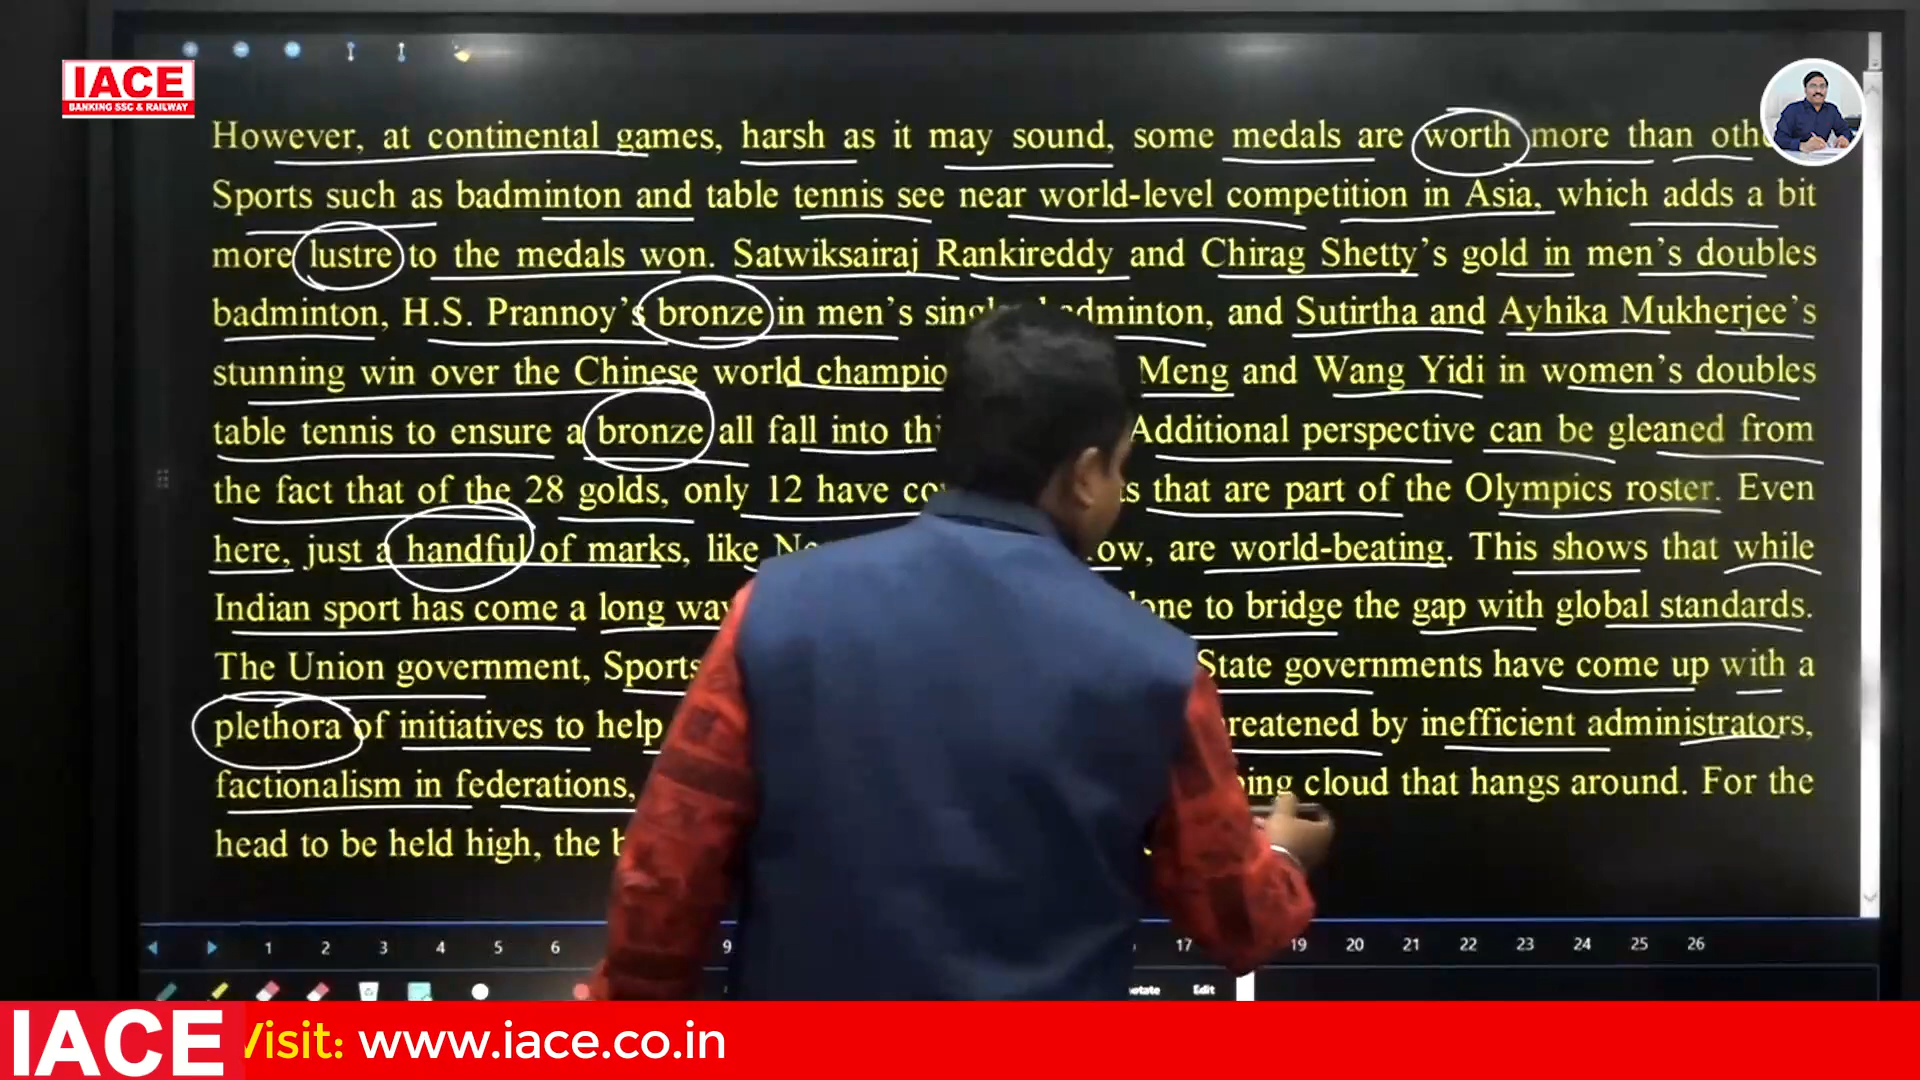 IACE
BANKING SSC & RAILWAY
However, at continental games, harsh as it may sound, some medals are worth more than
Sports such as badminton and table tennis see near world-level competition in Asia, which adds a bit
more lustre to the medals won. Satwiksairaj Rankireddy and Chirag Shetty's gold in men's doubles
badminton, H.S. Prannoy's bronze in men's and Sutirtha and Ayhika Mukherjee's
stunning win over the Chinese world Meng and Wang Yidi in women's doubles
table tennis to ensure a bronze all fall into Additional perspective can be gleaned from
the fact that of the 28 golds, only 12 have that are part of the Olympics roster. Even
here, just a handful of marks, like are world-beating. This shows that while
Indian sport has come a long to bridge the gap with global standards.
The Union government, Sports State governments have come up with a
plethora of initiatives to help by inefficient administrators,
factionalism in federations, cloud that hangs around. For the
head to be held high, the
1 2 3 4 5 6 9 17 19 20 21 22 23 24 25 26
Edit
IACE Visit: www.iace.co.in